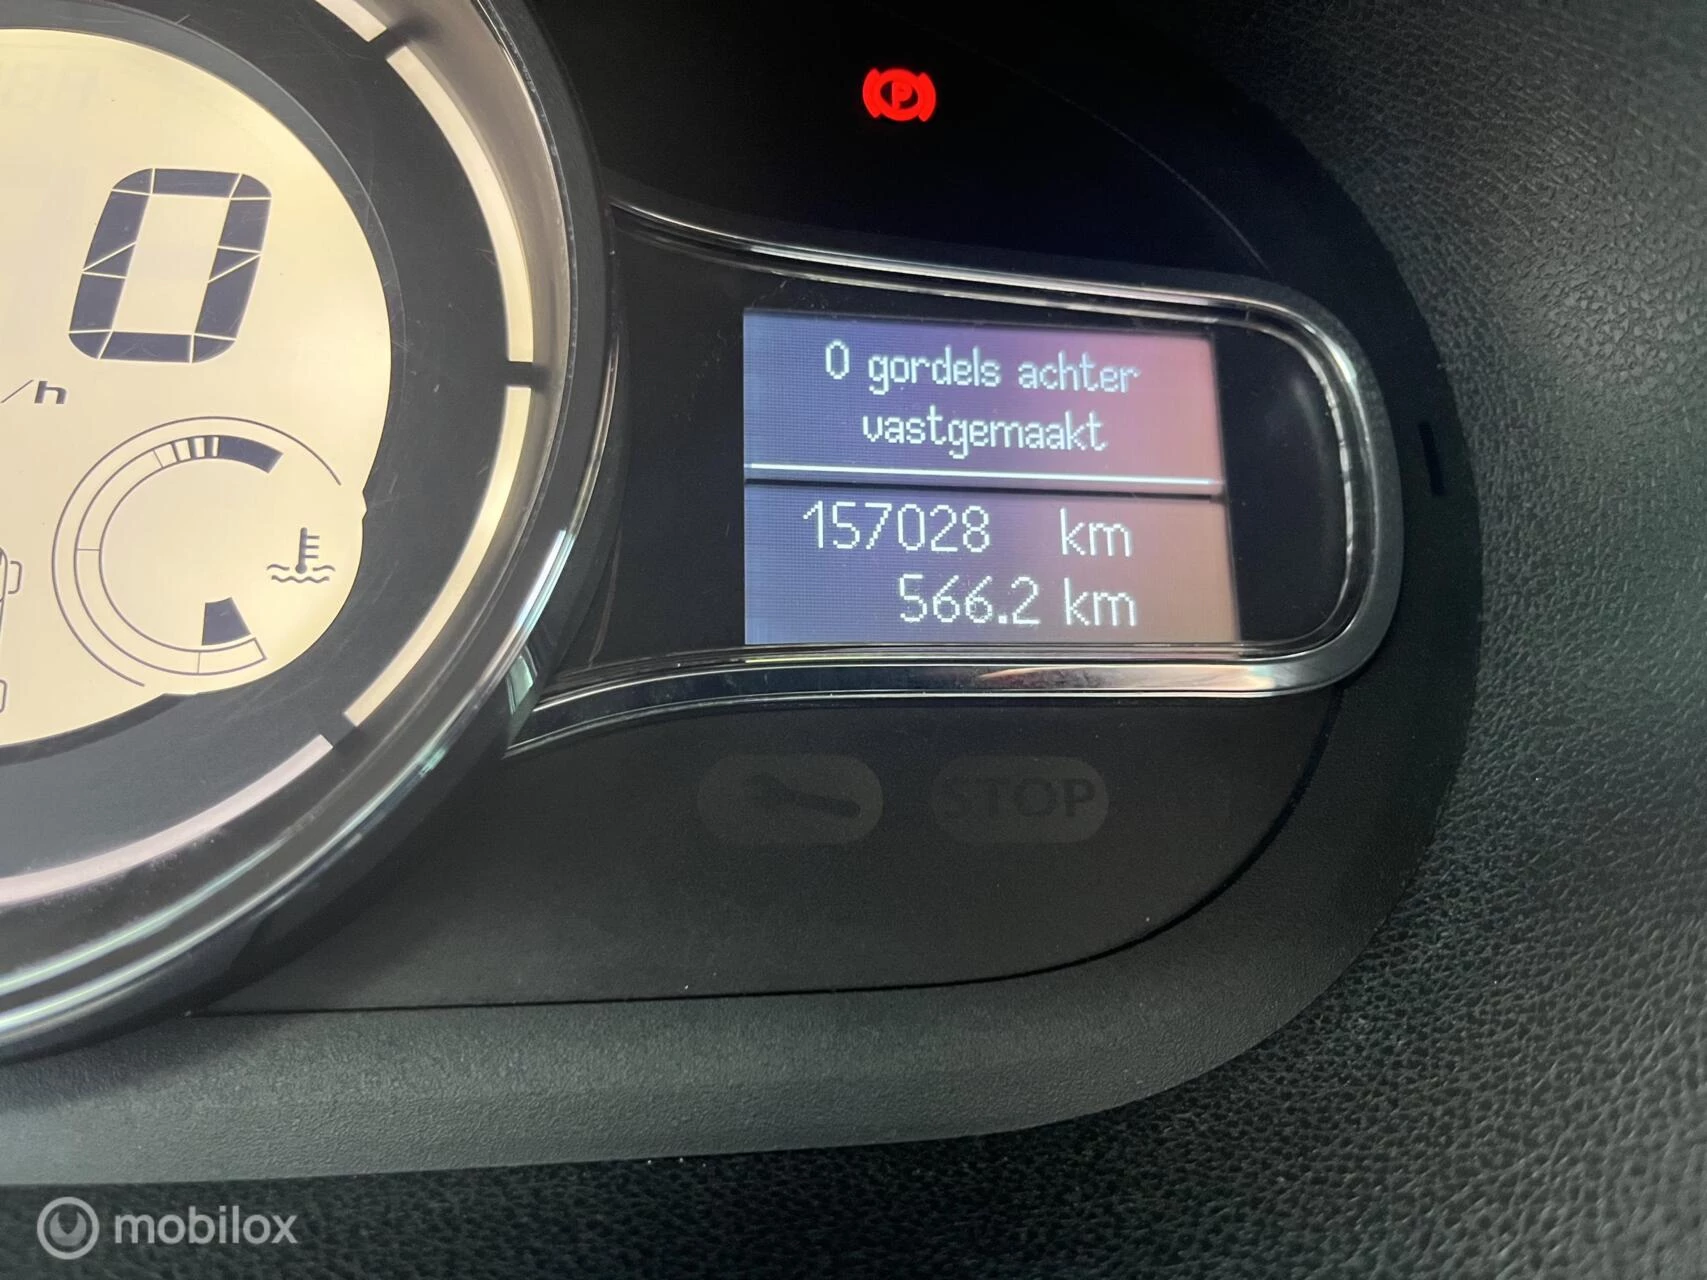 P
0
/h
0 gordels achter
vastgemaakt
157028 km
566.2 km
STOP
mobilox